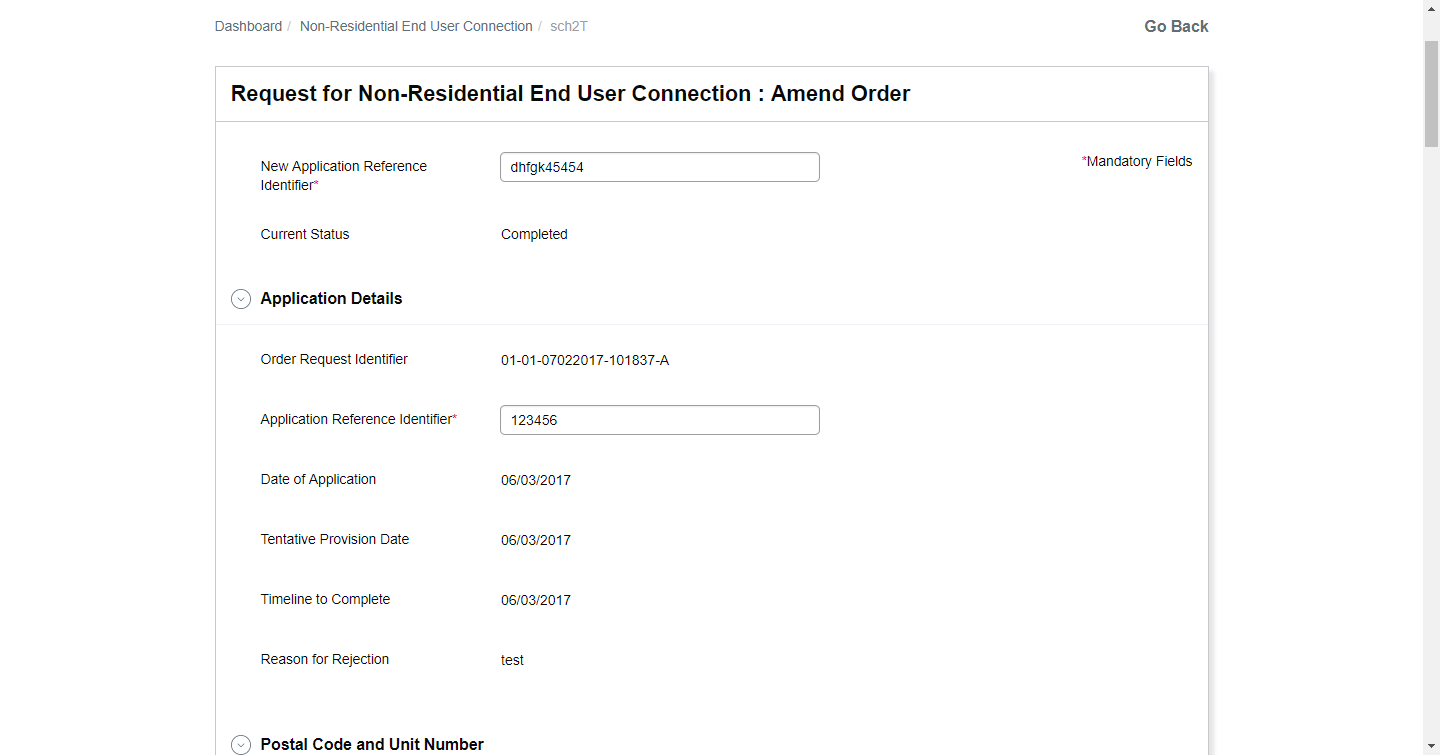 Dashboard / Non-Residential End User Connection / sch2T
Go Back
Request for Non-Residential End User Connection : Amend Order
New Application Reference
Identifier*
dhfgk45454
*Mandatory Fields
Current Status
Completed
Application Details
Order Request Identifier
01-01-07022017-101837-A
Application Reference Identifier*
123456
Date of Application
06/03/2017
Tentative Provision Date
06/03/2017
Timeline to Complete
06/03/2017
Reason for Rejection
test
Postal Code and Unit Number